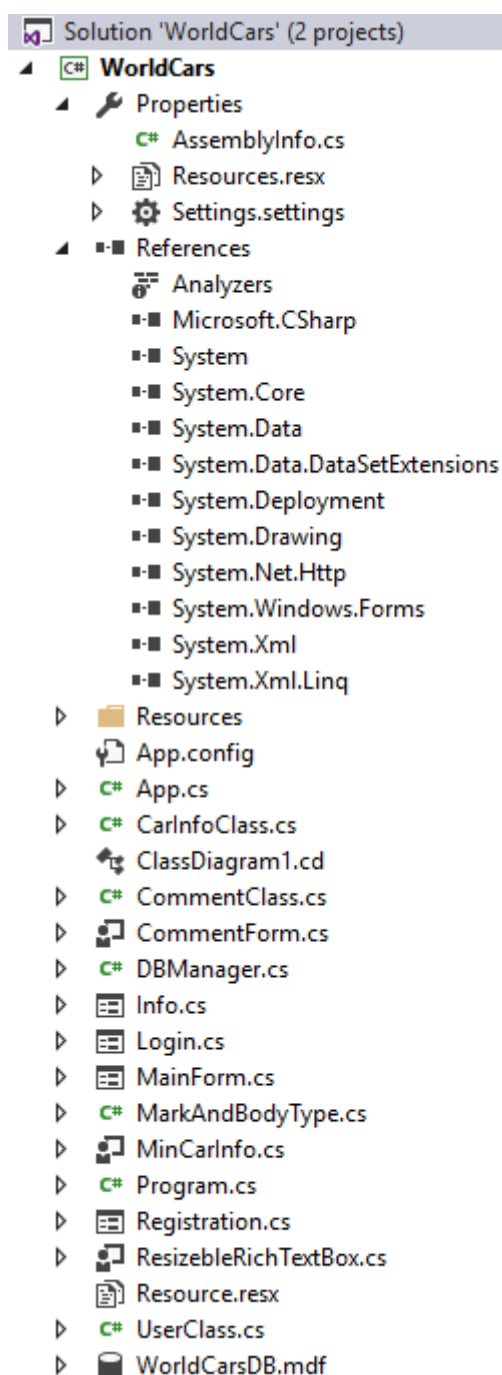 Solution 'WorldCars' (2 projects)
C# WorldCars
Properties
C# AssemblyInfo.cs
Resources.resx
Settings.settings
References
Analyzers
Microsoft.CSharp
System
System.Core
System.Data
System.Data.DataSetExtensions
System.Deployment
System.Drawing
System.Net.Http
System.Windows.Forms
System.Xml
System.Xml.Linq
Resources
App.config
C# App.cs
C# CarInfoClass.cs
ClassDiagram1.cd
C# CommentClass.cs
CommentForm.cs
C# DBManager.cs
Info.cs
Login.cs
MainForm.cs
C# MarkAndBodyType.cs
MinCarInfo.cs
C# Program.cs
Registration.cs
ResizebleRichTextBox.cs
Resource.resx
C# UserClass.cs
WorldCarsDB.mdf